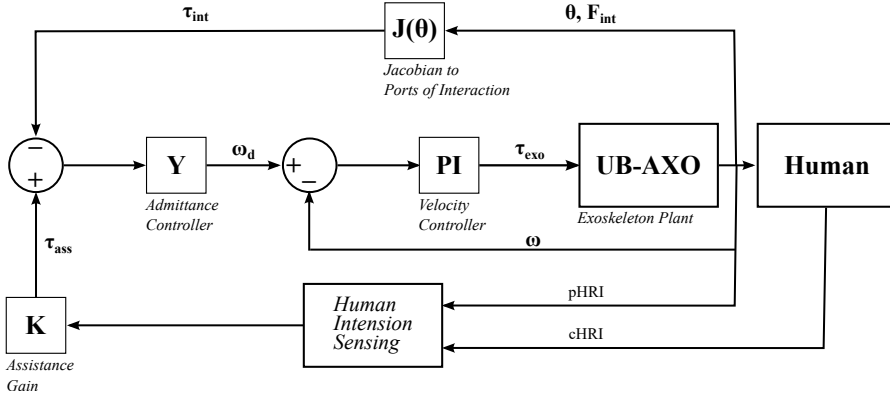 τint
J(θ)
θ, Fint
Jacobian to
Ports of Interaction
−
+
Y
ωd
+
−
PI
τexo
UB-AXO
Human
Admittance
Controller
Velocity
Controller
Exoskeleton Plant
τass
ω
pHRI
Human
Intension
Sensing
cHRI
K
Assistance
Gain